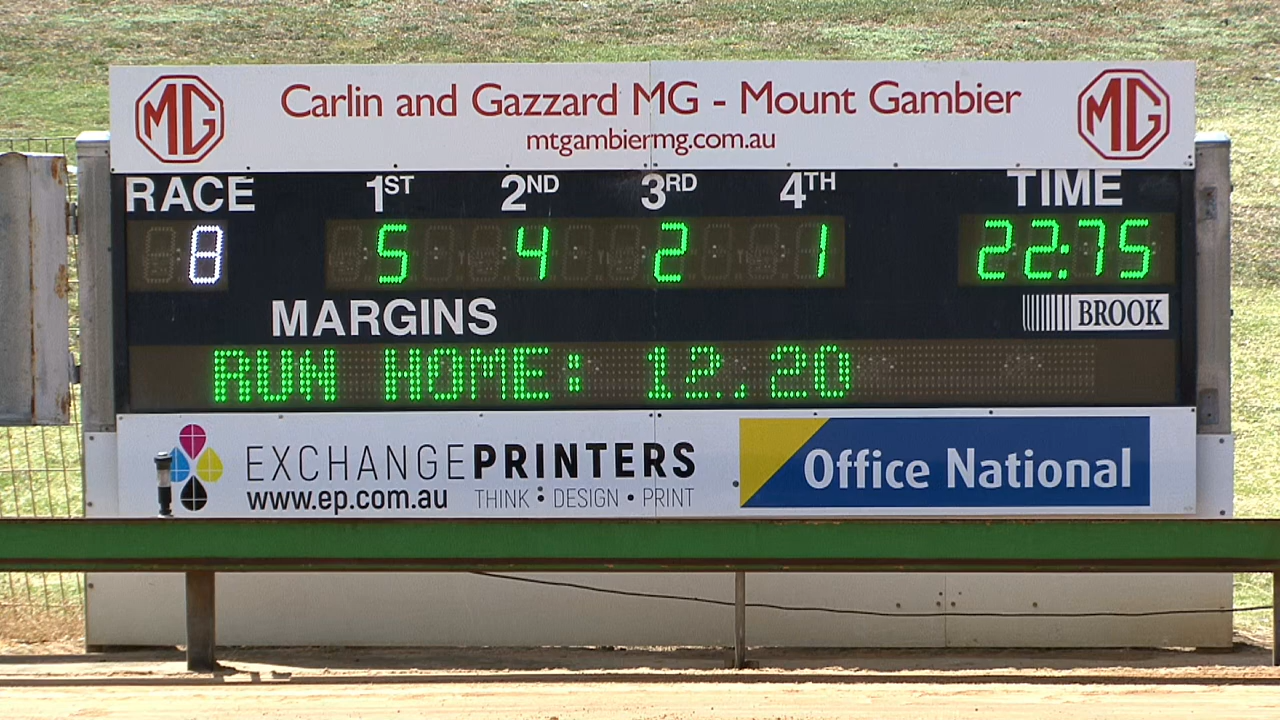 MG Carlin and Gazzard MG - Mount Gambier MG
mtgambiermg.com.au
RACE 1ST 2ND 3RD 4TH TIME
8 5 4 2 1 22:75
MARGINS BROOK
RUN HOME: 12.20
EXCHANGEPRINTERS Office National
www.ep.com.au THINK : DESIGN • PRINT